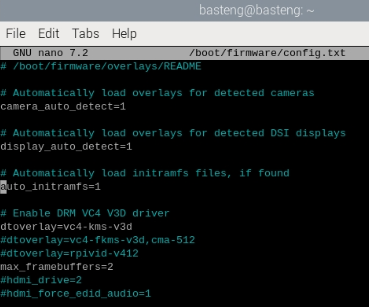 basteng@basteng: ~
File Edit Tabs Help
GNU nano 7.2 /boot/firmware/config.txt
# /boot/firmware/overlays/README
# Automatically load overlays for detected cameras
camera_auto_detect=1
# Automatically load overlays for detected DSI displays
display_auto_detect=1
# Automatically load initramfs files, if found
auto_initramfs=1
# Enable DRM VC4 V3D driver
dtoverlay=vc4-kms-v3d
#dtoverlay=vc4-fkms-v3d,cma-512
#dtoverlay=rpivid-v412
max_framebuffers=2
#hdmi_drive=2
#hdmi_force_edid_audio=1